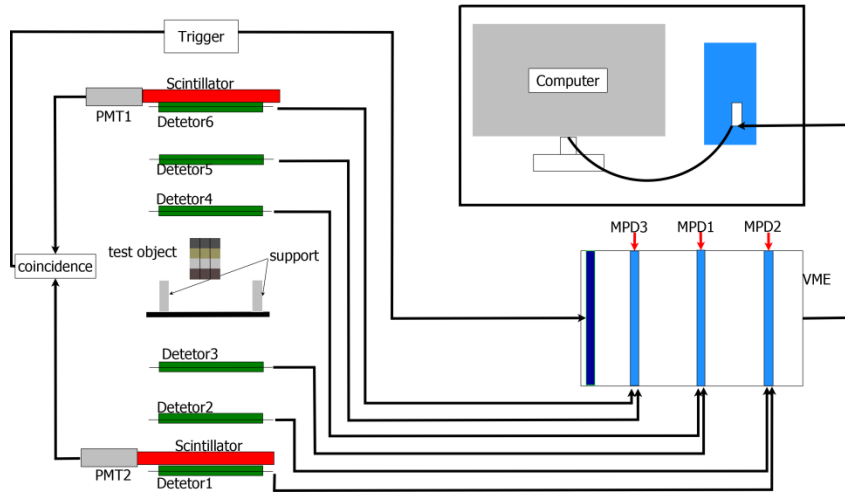 Trigger
Scintillator
Computer
PMT1
Detetor6
Detetor5
Detetor4
MPD3
MPD1
MPD2
test object
support
coincidence
VME
Detetor3
Detetor2
Scintillator
PMT2
Detetor1